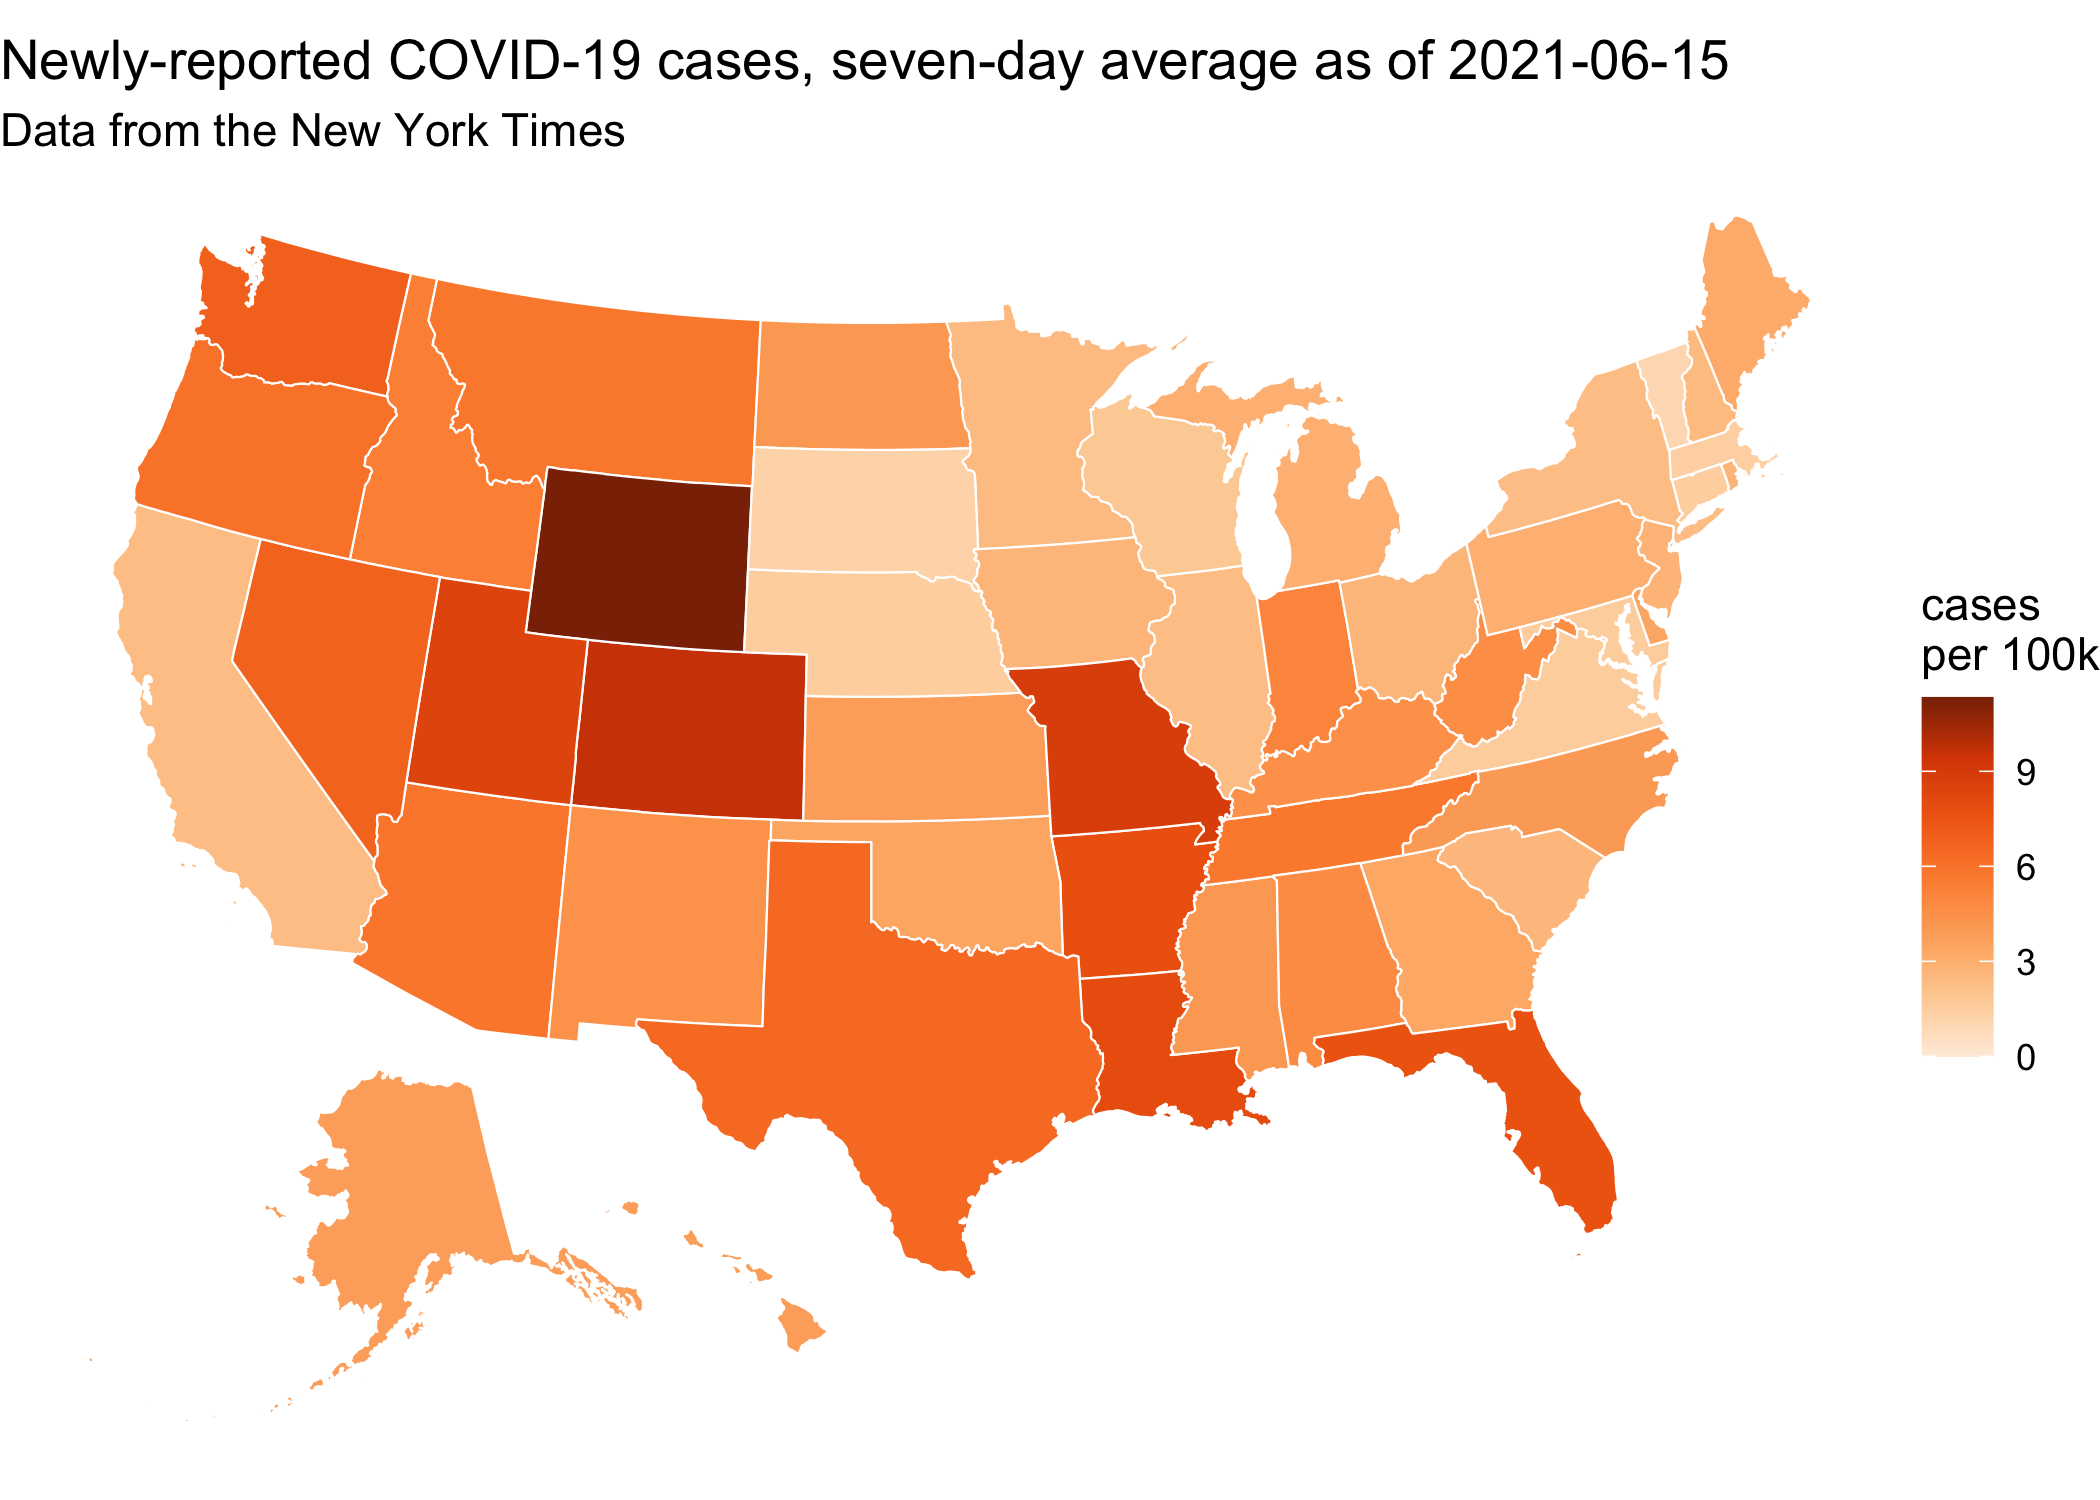 Newly-reported COVID-19 cases, seven-day average as of 2021-06-15
Data from the New York Times
cases
per 100k
9
6
3
0